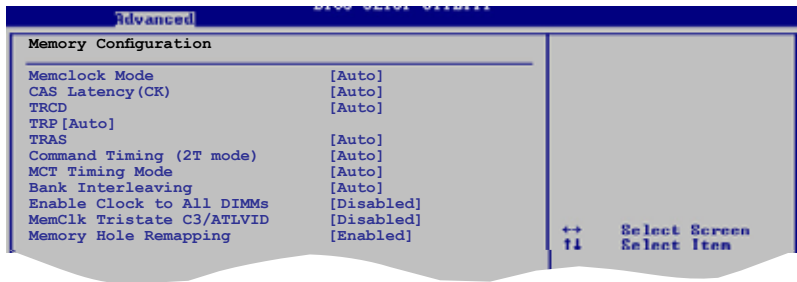 Advanced
Memory Configuration
Memclock Mode [Auto]
CAS Latency(CK) [Auto]
TRCD [Auto]
TRP[Auto]
TRAS [Auto]
Command Timing (2T mode) [Auto]
MCT Timing Mode [Auto]
Bank Interleaving [Auto]
Enable Clock to All DIMMs [Disabled]
MemClk Tristate C3/ATLVID [Disabled]
Memory Hole Remapping [Enabled]
↔ Select Screen
↑↓ Select Item